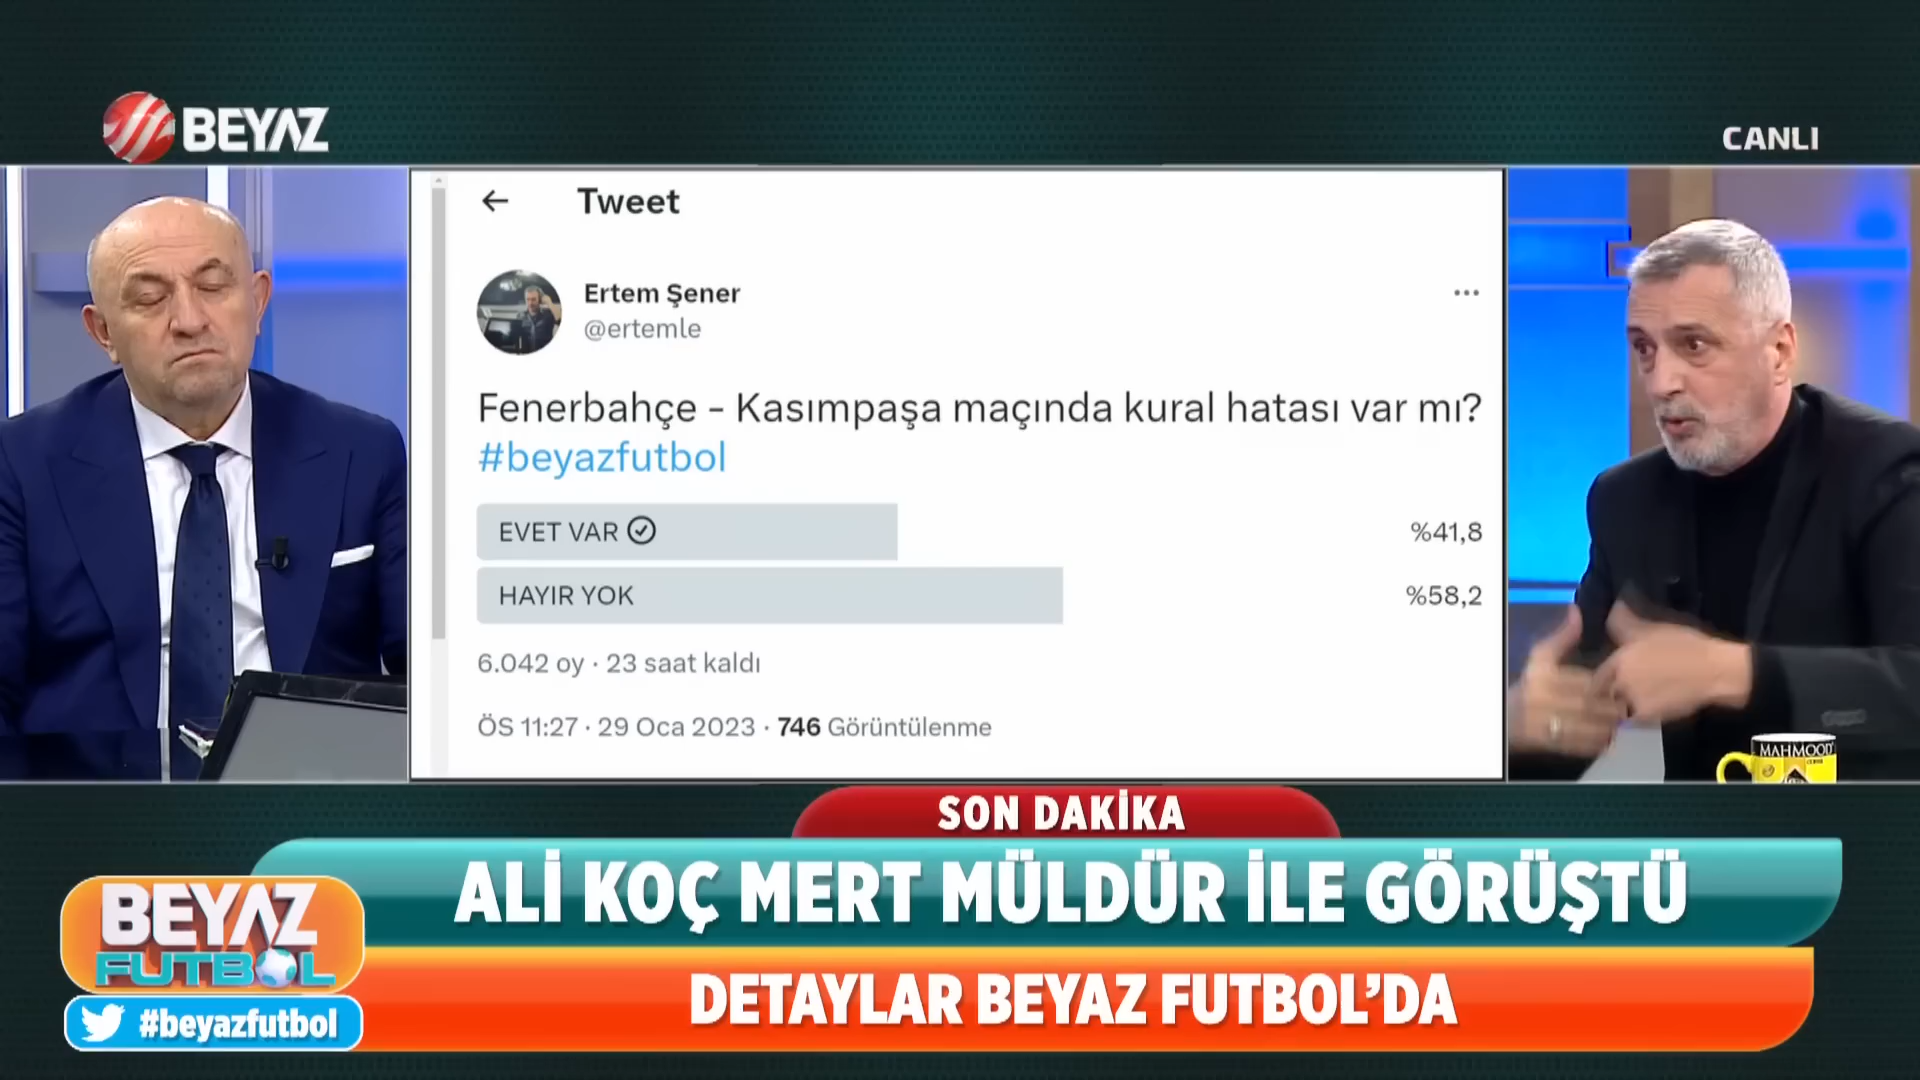 BEYAZ
CANLI
Tweet
Ertem Şener
@ertemle
Fenerbahçe - Kasımpaşa maçında kural hatası var mı?
#beyazfutbol
EVET VAR
%41,8
HAYIR YOK
%58,2
6.042 oy · 23 saat kaldı
ÖS 11:27 · 29 Oca 2023 · 746 Görüntülenme
MAHMOOD
SON DAKİKA
ALİ KOÇ MERT MÜLDÜR İLE GÖRÜŞTÜ
BEYAZ
FUTBOL
DETAYLAR BEYAZ FUTBOL'DA
#beyazfutbol